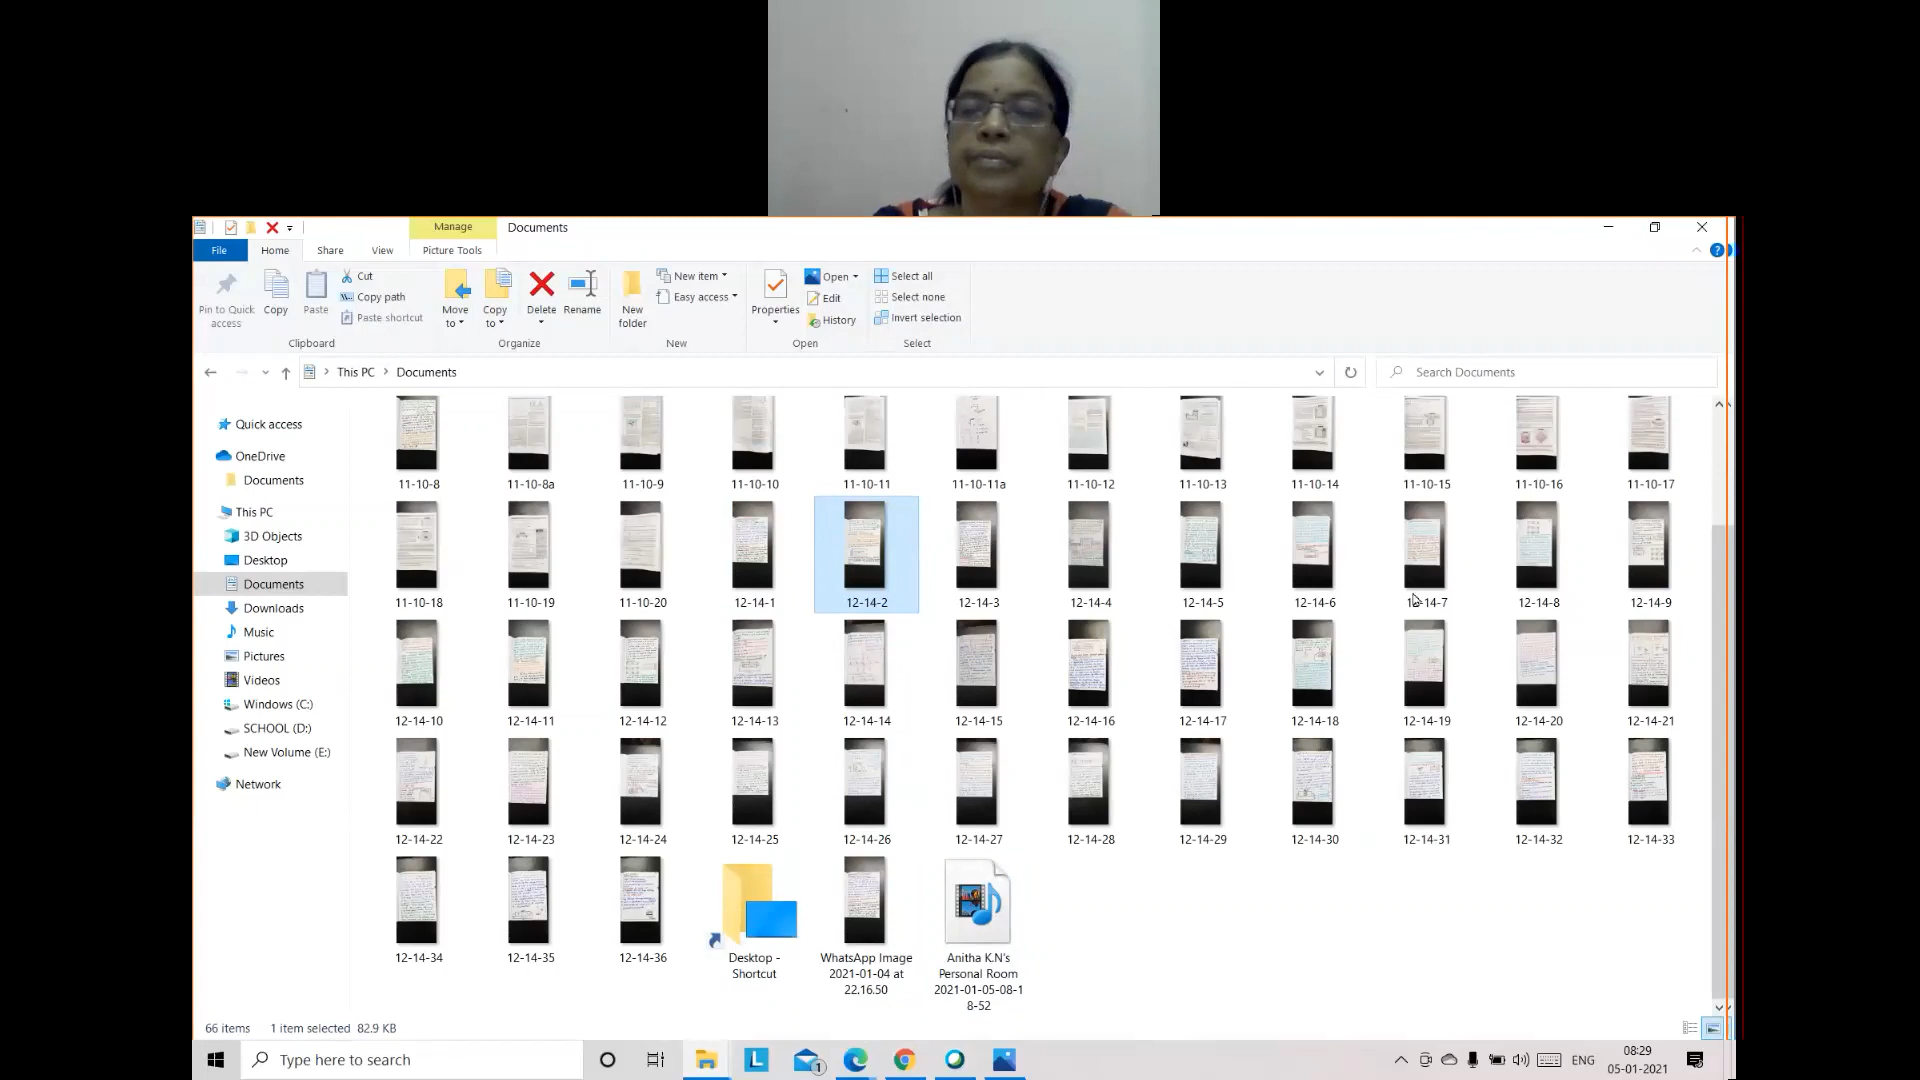 Manage
Documents
File
Home
Share
View
Picture Tools
Pin to Quick
access
Copy
Paste
Cut
Copy path
Paste shortcut
Clipboard
Move
to
Copy
to
Delete
Rename
Organize
New
folder
New item
Easy access
New
Properties
Open
Edit
History
Open
Select all
Select none
Invert selection
Select
This PC
Documents
Search Documents
Quick access
OneDrive
Documents
This PC
3D Objects
Desktop
Documents
Downloads
Music
Pictures
Videos
Windows (C:)
SCHOOL (D:)
New Volume (E:)
Network
11-10-8 11-10-8a 11-10-9 11-10-10 11-10-11 11-10-11a 11-10-12 11-10-13 11-10-14 11-10-15 11-10-16 11-10-17
11-10-18 11-10-19 11-10-20 12-14-1 12-14-2 12-14-3 12-14-4 12-14-5 12-14-6 12-14-7 12-14-8 12-14-9
12-14-10 12-14-11 12-14-12 12-14-13 12-14-14 12-14-15 12-14-16 12-14-17 12-14-18 12-14-19 12-14-20 12-14-21
12-14-22 12-14-23 12-14-24 12-14-25 12-14-26 12-14-27 12-14-28 12-14-29 12-14-30 12-14-31 12-14-32 12-14-33
12-14-34 12-14-35 12-14-36
Desktop -
Shortcut
WhatsApp Image
2021-01-04 at
22.16.50
Anitha K.N's
Personal Room
2021-01-05-08-1
8-52
66 items 1 item selected 82.9 KB
Type here to search
L
1
ENG
08:29
05-01-2021